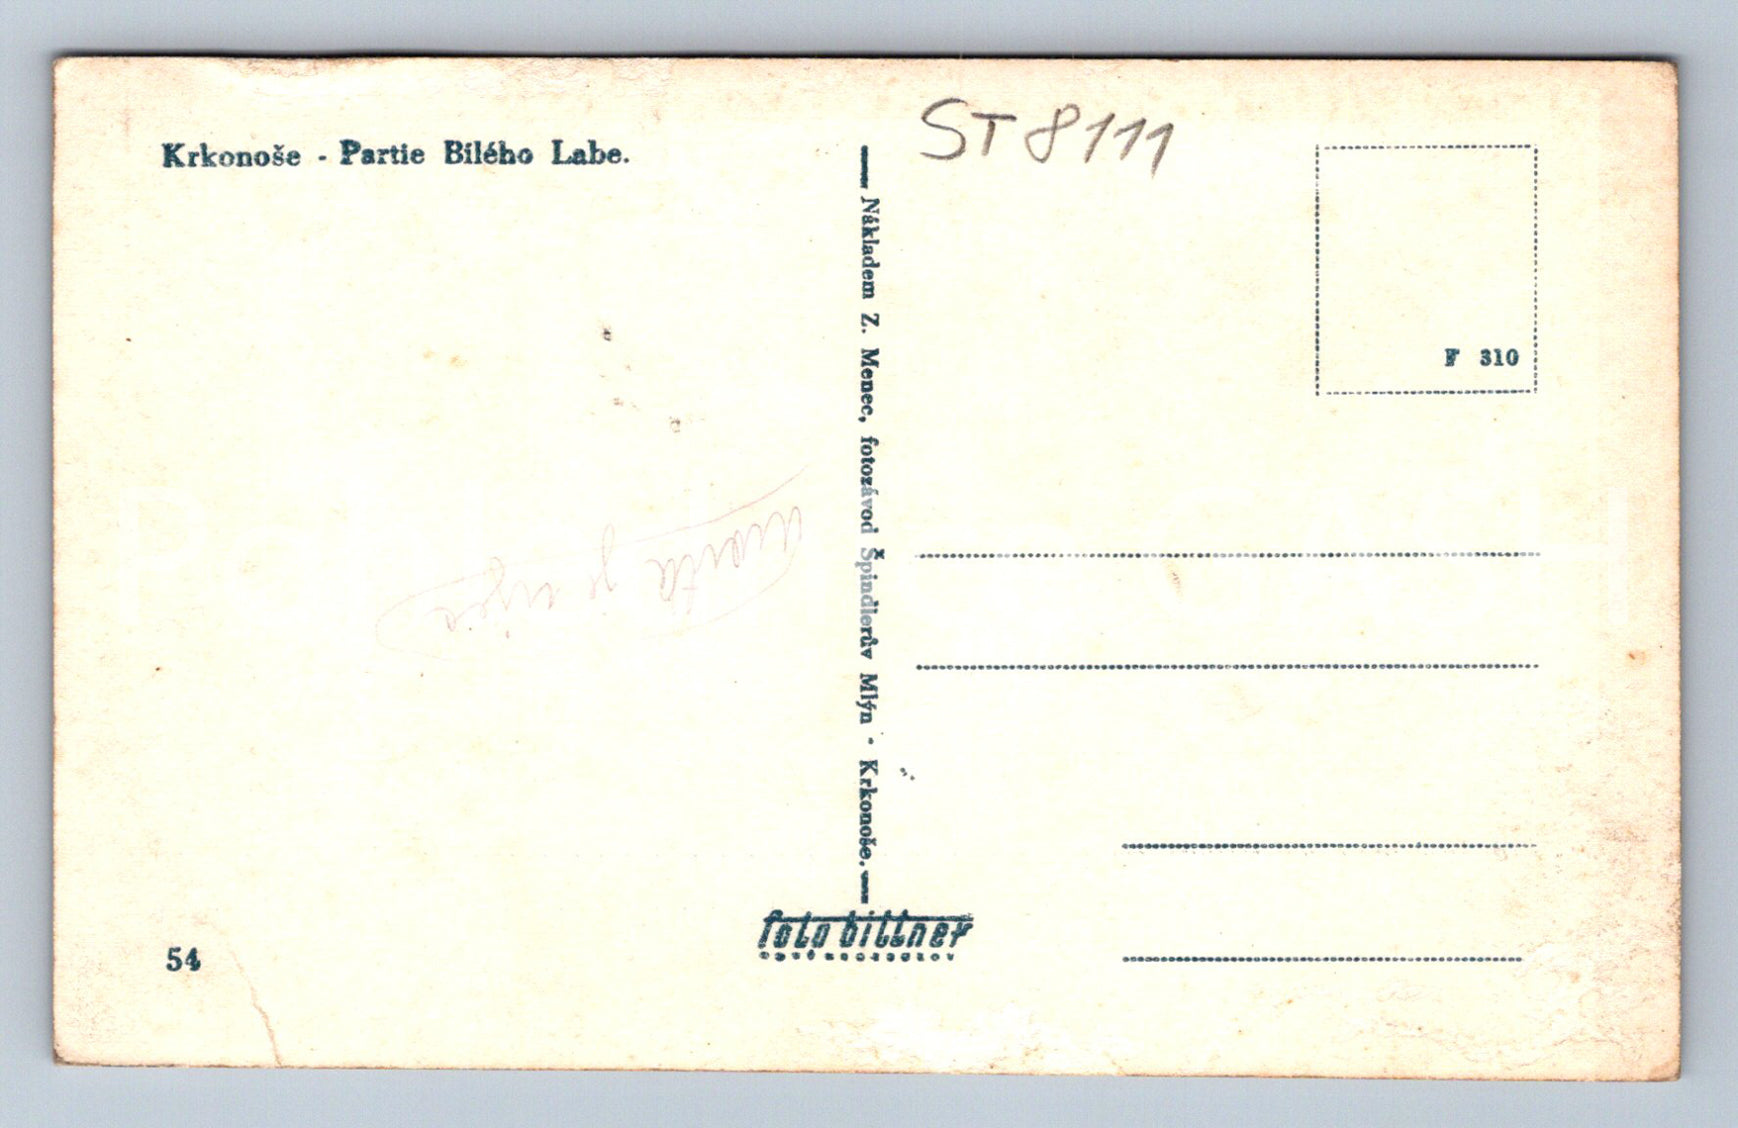 Krkonoše - Partie Bílého Labe.
ST 8111
F 310
Nákladem Z. Menec, fotozávod Špindlerův Mlýn • Krkonoše.
foto bittner
54